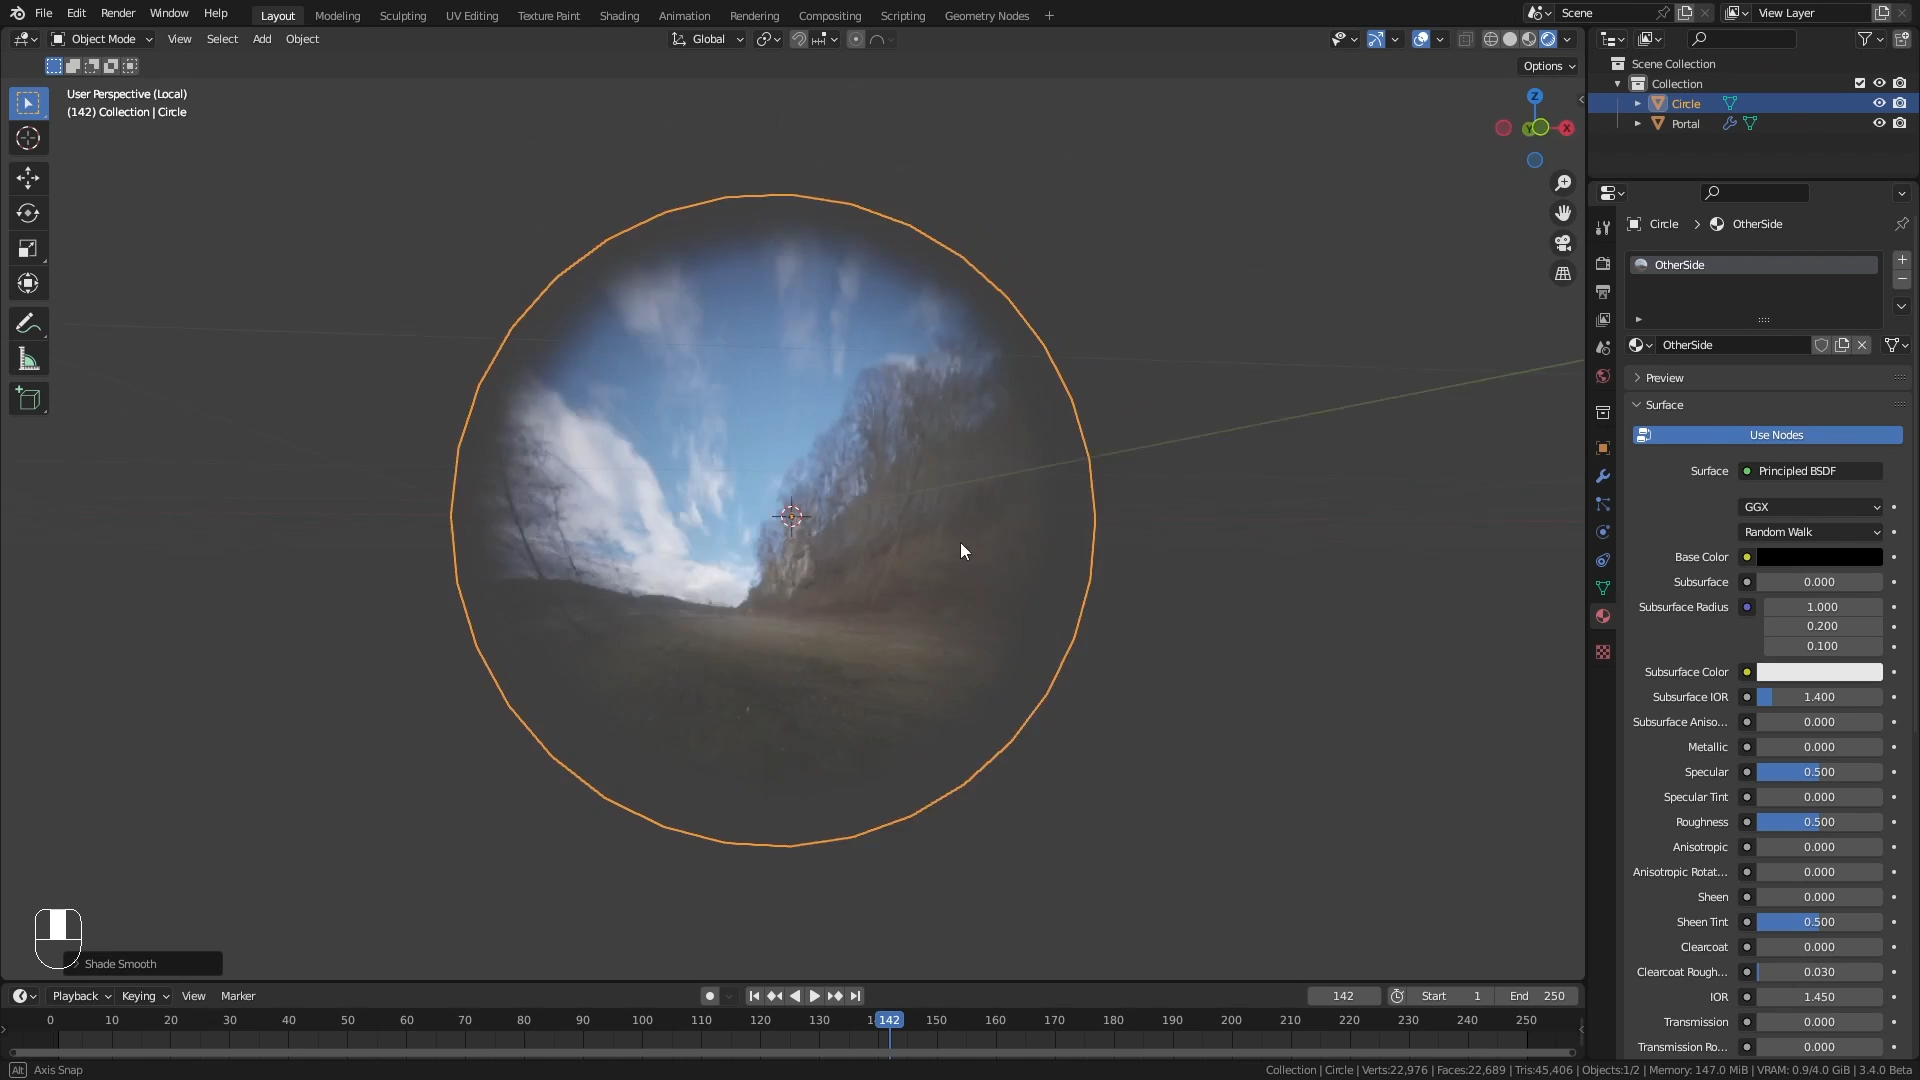 File Edit Render Window Help Layout Modeling Sculpting UV Editing Texture Paint Shading Animation Rendering Compositing Scripting Geometry Nodes Scene View Layer
Object Mode View Select Add Object Global
Options
User Perspective (Local)
(142) Collection | Circle
Z
X
Y
Scene Collection
Collection
Circle
Portal
Circle > OtherSide
OtherSide
OtherSide
Preview
Surface
Use Nodes
Surface Principled BSDF
GGX
Random Walk
Base Color
Subsurface 0.000
Subsurface Radius 1.000
0.200
0.100
Subsurface Color
Subsurface IOR 1.400
Subsurface Aniso... 0.000
Metallic 0.000
Specular 0.500
Specular Tint 0.000
Roughness 0.500
Anisotropic 0.000
Anisotropic Rotat... 0.000
Sheen 0.000
Sheen Tint 0.500
Clearcoat 0.000
Clearcoat Rough... 0.030
IOR 1.450
Transmission 0.000
Transmission Ro... 0.000
Shade Smooth
Playback Keying View Marker 142 Start 1 End 250
0 10 20 30 40 50 60 70 80 90 100 110 120 130 142 150 160 170 180 190 200 210 220 230 240 250
Alt Axis Snap
Collection | Circle | Verts:22,976 | Faces:22,689 | Tris:45,406 | Objects:1/2 | Memory: 147.0 MiB | VRAM: 0.9/4.0 GiB | 3.4.0 Beta